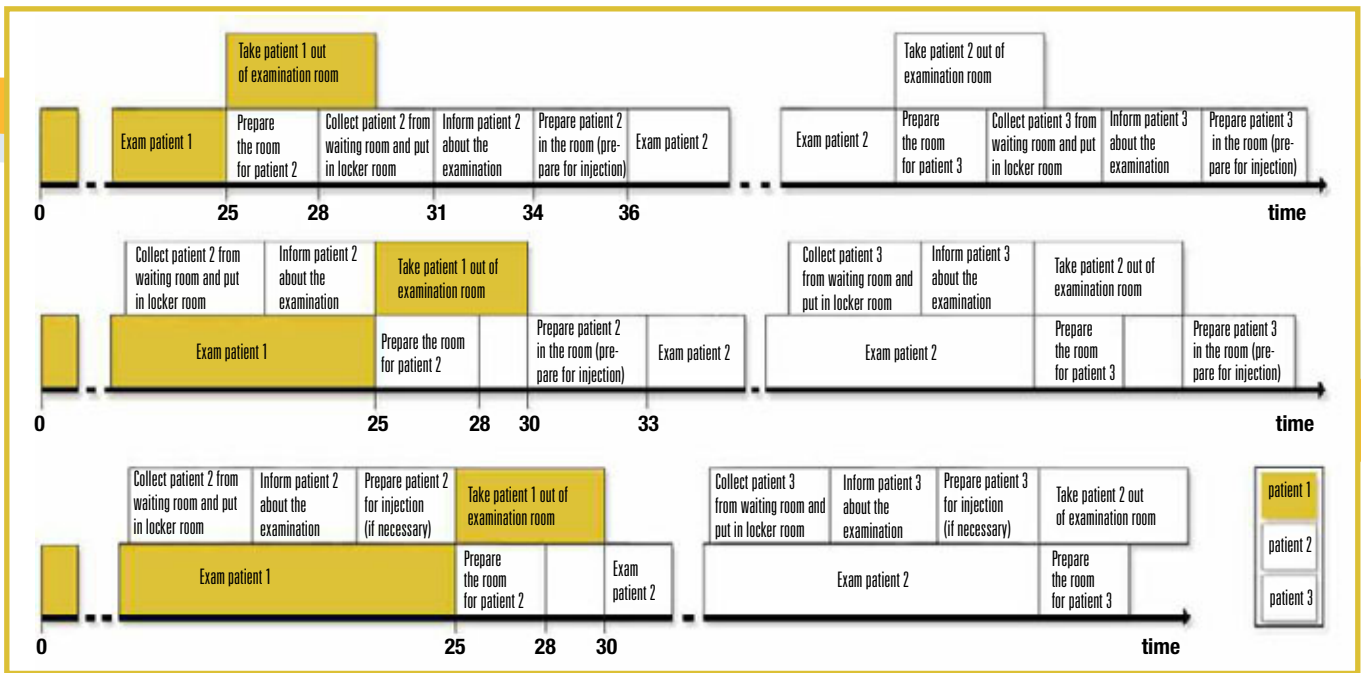 Take patient 1 out
of examination room
Take patient 2 out of
examination room
Exam patient 1
Prepare
the room
for patient 2
Collect patient 2 from
waiting room and put
in locker room
Inform patient 2
about the
examination
Prepare patient 2
in the room (pre-
pare for injection)
Exam patient 2
Exam patient 2
Prepare
the room
for patient 3
Collect patient 3 from
waiting room and put
in locker room
Inform patient 3
about the
examination
Prepare patient 3
in the room (pre-
pare for injection)
0 25 28 31 34 36 time
Collect patient 2 from
waiting room and put
in locker room
Inform patient 2
about the
examination
Take patient 1 out of
examination room
Collect patient 3
from waiting room and
put in locker room
Inform patient 3
about the
examination
Take patient 2 out of
examination room
Exam patient 1
Prepare the room
for patient 2
Prepare patient 2
in the room (pre-
pare for injection)
Exam patient 2
Exam patient 2
Prepare
the room
for patient 3
Prepare patient 3
in the room (pre-
pare for injection)
0 25 28 30 33 time
Collect patient 2 from
waiting room and put
in locker room
Inform patient 2
about the
examination
Prepare patient 2
for injection
(if necessary)
Take patient 1 out of
examination room
Collect patient 3
from waiting room and
put in locker room
Inform patient 3
about the
examination
Prepare patient 3
for injection
(if necessary)
Take patient 2 out
of examination room
Exam patient 1
Prepare
the room
for patient 2
Exam
patient 2
Exam patient 2
Prepare
the room
for patient 3
0 25 28 30 time
patient 1
patient 2
patient 3